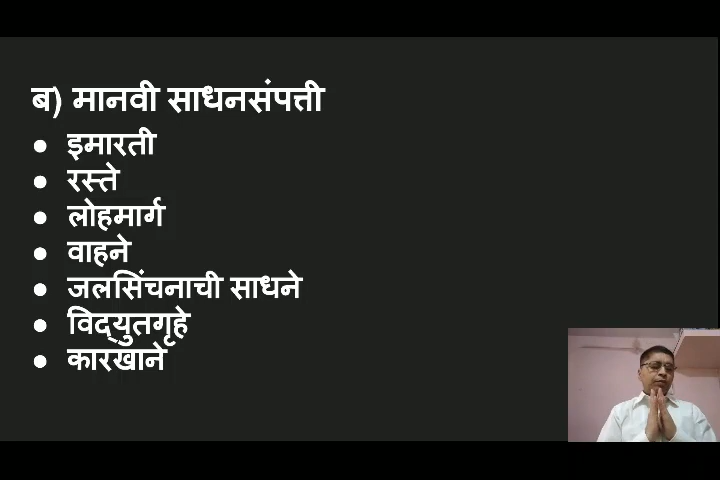 ब) मानवी साधनसंपत्ती
● इमारती
● रस्ते
● लोहमार्ग
● वाहने
● जलसिंचनाची साधने
● विद्युतगृहे
● कारखाने